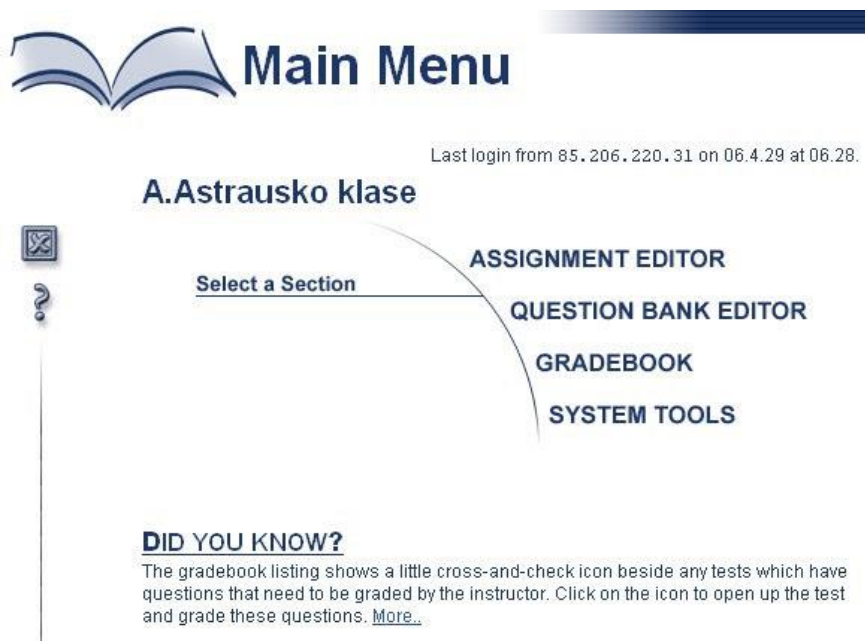 Main Menu
Last login from 85.206.220.31 on 06.4.29 at 06.28.
A.Astrausko klase
ASSIGNMENT EDITOR
Select a Section
QUESTION BANK EDITOR
GRADEBOOK
SYSTEM TOOLS
DID YOU KNOW?
The gradebook listing shows a little cross-and-check icon beside any tests which have
questions that need to be graded by the instructor. Click on the icon to open up the test
and grade these questions. More..